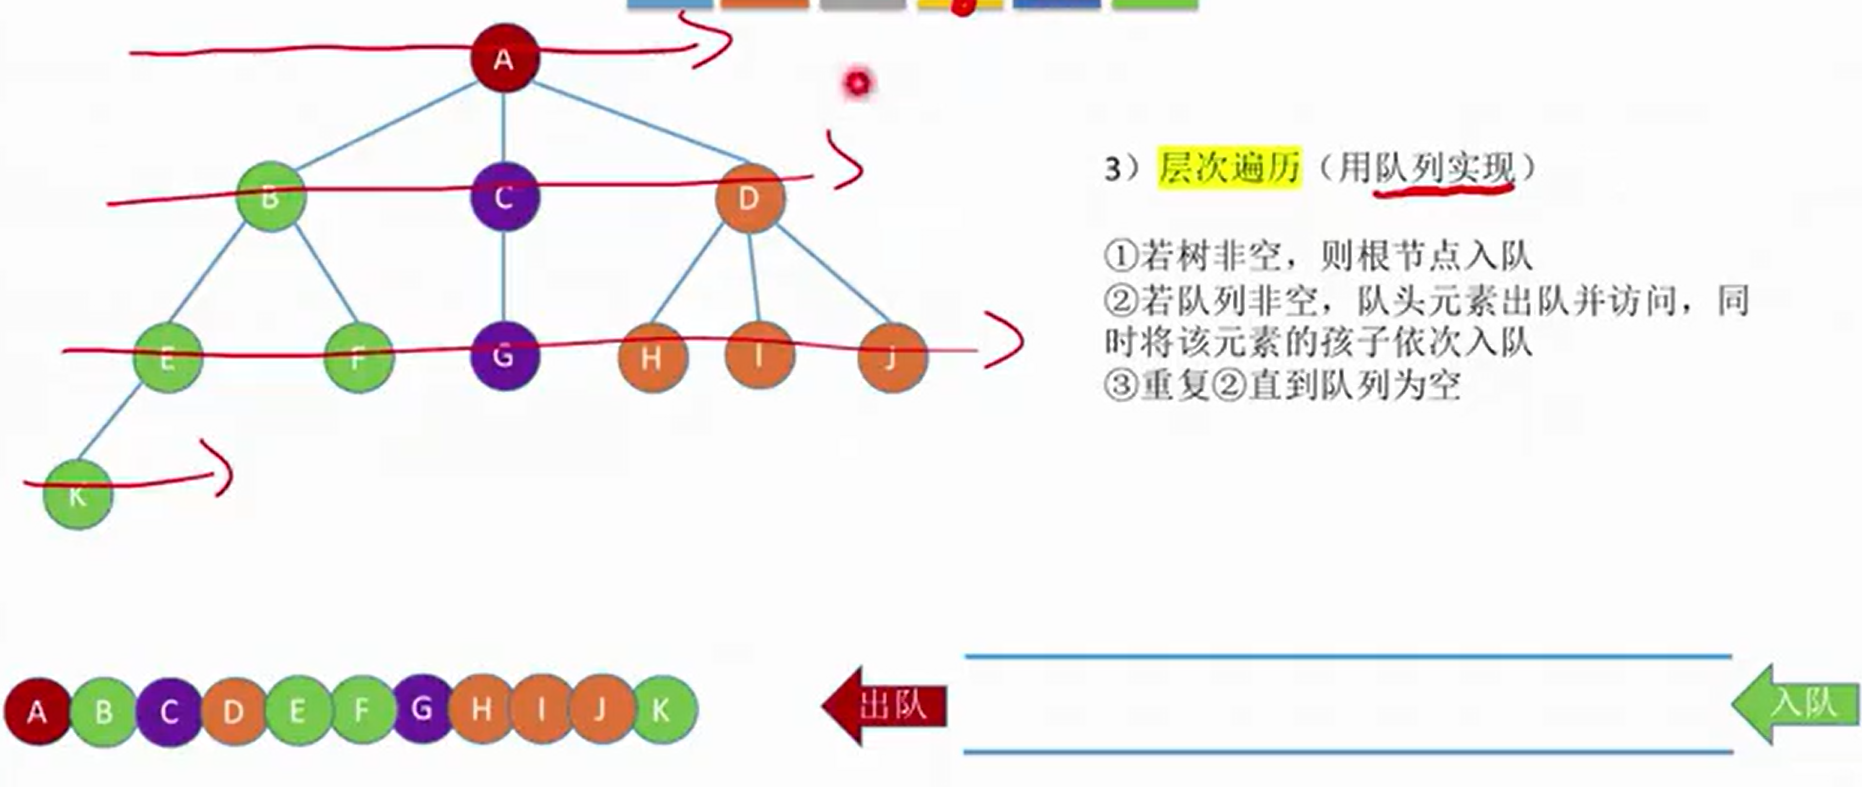 A
B C D
E F G H I J
K
3）层次遍历（用队列实现）
①若树非空，则根节点入队
②若队列非空，队头元素出队并访问，同
时将该元素的孩子依次入队
③重复②直到队列为空
A B C D E F G H I J K
出队
入队